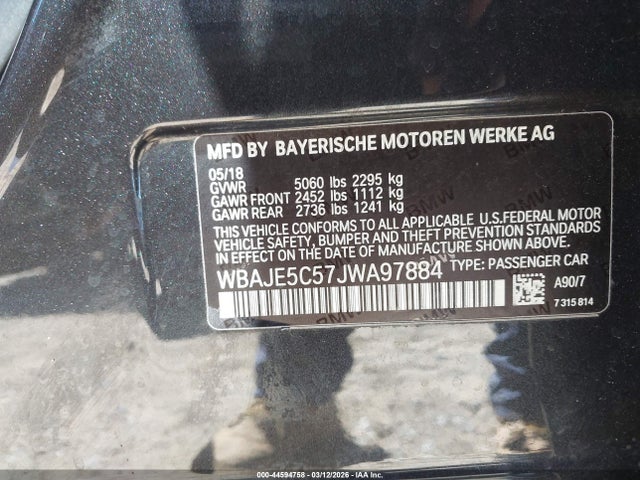 MFD BY BAYERISCHE MOTOREN WERKE AG
05/18
GVWR 5060 lbs 2295 kg
GAWR FRONT 2452 lbs 1112 kg
GAWR REAR 2736 lbs 1241 kg
THIS VEHICLE CONFORMS TO ALL APPLICABLE U.S.FEDERAL MOTOR
VEHICLE SAFETY, BUMPER AND THEFT PREVENTION STANDARDS
IN EFFECT ON THE DATE OF MANUFACTURE SHOWN ABOVE.
WBAJE5C57JWA97884 TYPE: PASSENGER CAR
A90/7
7 315 814
BMW
000-44594758 - 03/12/2026 - IAA Inc.